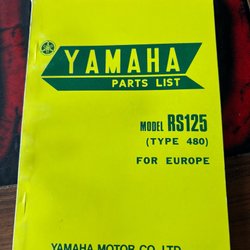 YAMAHA
PARTS LIST
MODEL RS125
(TYPE 480)
FOR EUROPE
YAMAHA MOTOR CO. LTD.